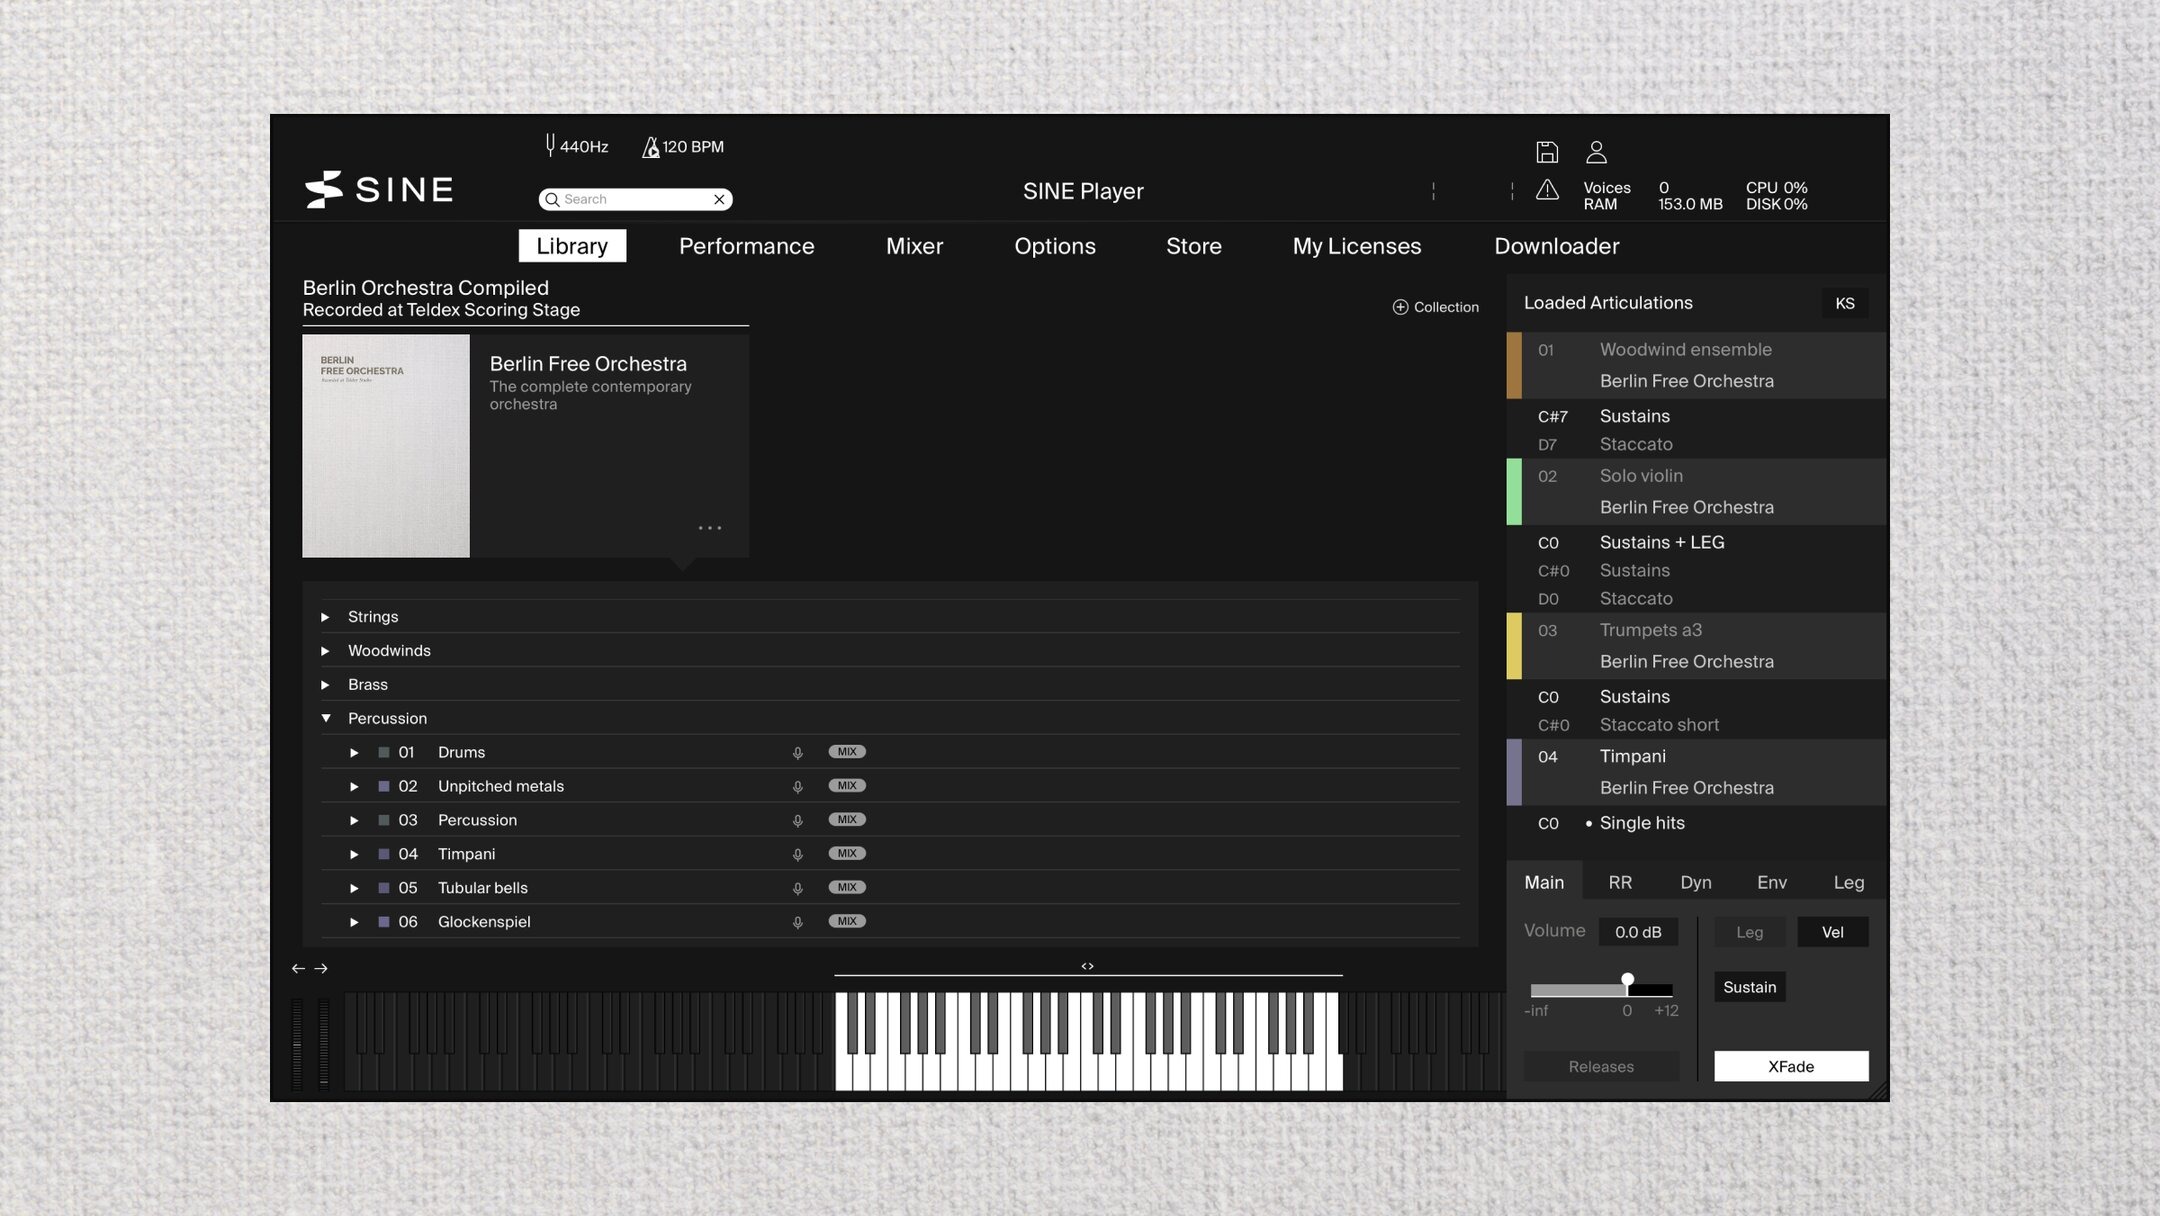 440Hz
120 BPM
SINE
Search
SINE Player
Voices 0 CPU 0%
RAM 153.0 MB DISK 0%
Library Performance Mixer Options Store My Licenses Downloader
Berlin Orchestra Compiled
Recorded at Teldex Scoring Stage
Collection
BERLIN
FREE ORCHESTRA
Berlin Free Orchestra
The complete contemporary
orchestra
Strings
Woodwinds
Brass
Percussion
01 Drums MIX
02 Unpitched metals MIX
03 Percussion MIX
04 Timpani MIX
05 Tubular bells MIX
06 Glockenspiel MIX
Loaded Articulations KS
01 Woodwind ensemble
Berlin Free Orchestra
C#7 Sustains
D7 Staccato
02 Solo violin
Berlin Free Orchestra
C0 Sustains + LEG
C#0 Sustains
D0 Staccato
03 Trumpets a3
Berlin Free Orchestra
C0 Sustains
C#0 Staccato short
04 Timpani
Berlin Free Orchestra
C0 • Single hits
Main RR Dyn Env Leg
Volume 0.0 dB Leg Vel
Sustain
-inf 0 +12
Releases XFade